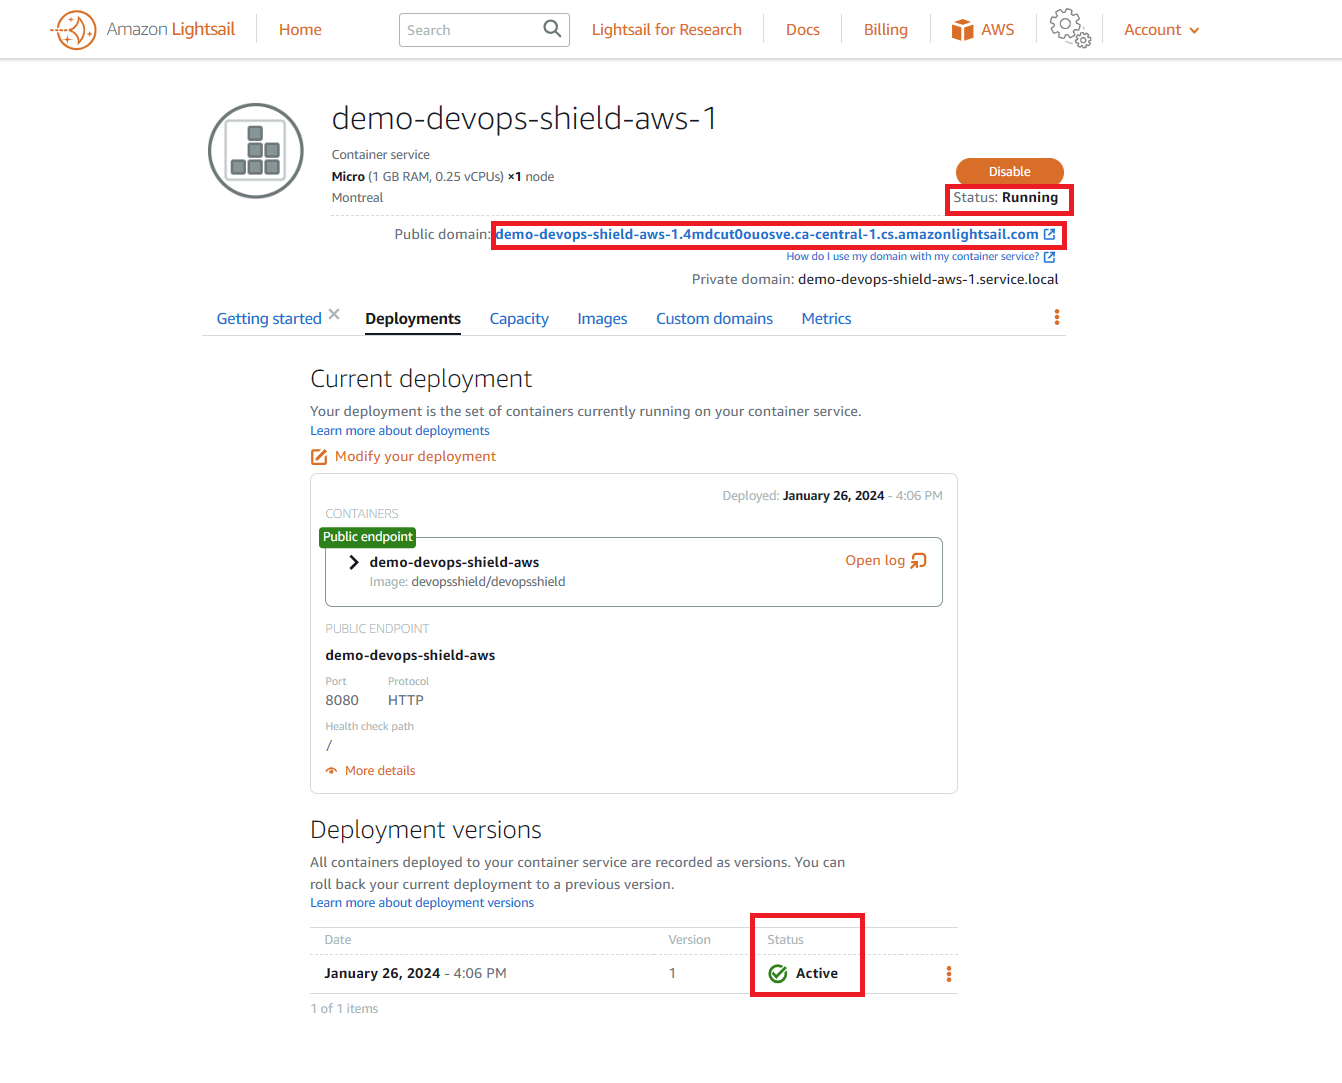 Amazon Lightsail
Home
Search
Lightsail for Research
Docs
Billing
AWS
Account
demo-devops-shield-aws-1
Container service
Micro (1 GB RAM, 0.25 vCPUs) ×1 node
Montreal
Disable
Status: Running
Public domain: demo-devops-shield-aws-1.4mdcut0ouosve.ca-central-1.cs.amazonlightsail.com
How do I use my domain with my container service?
Private domain: demo-devops-shield-aws-1.service.local
Getting started
Deployments
Capacity
Images
Custom domains
Metrics
Current deployment
Your deployment is the set of containers currently running on your container service.
Learn more about deployments
Modify your deployment
Deployed: January 26, 2024 - 4:06 PM
CONTAINERS
Public endpoint
demo-devops-shield-aws
Open log
Image: devopsshield/devopsshield
PUBLIC ENDPOINT
demo-devops-shield-aws
Port Protocol
8080 HTTP
Health check path
/
More details
Deployment versions
All containers deployed to your container service are recorded as versions. You can
roll back your current deployment to a previous version.
Learn more about deployment versions
Date Version Status
January 26, 2024 - 4:06 PM 1 Active
1 of 1 items